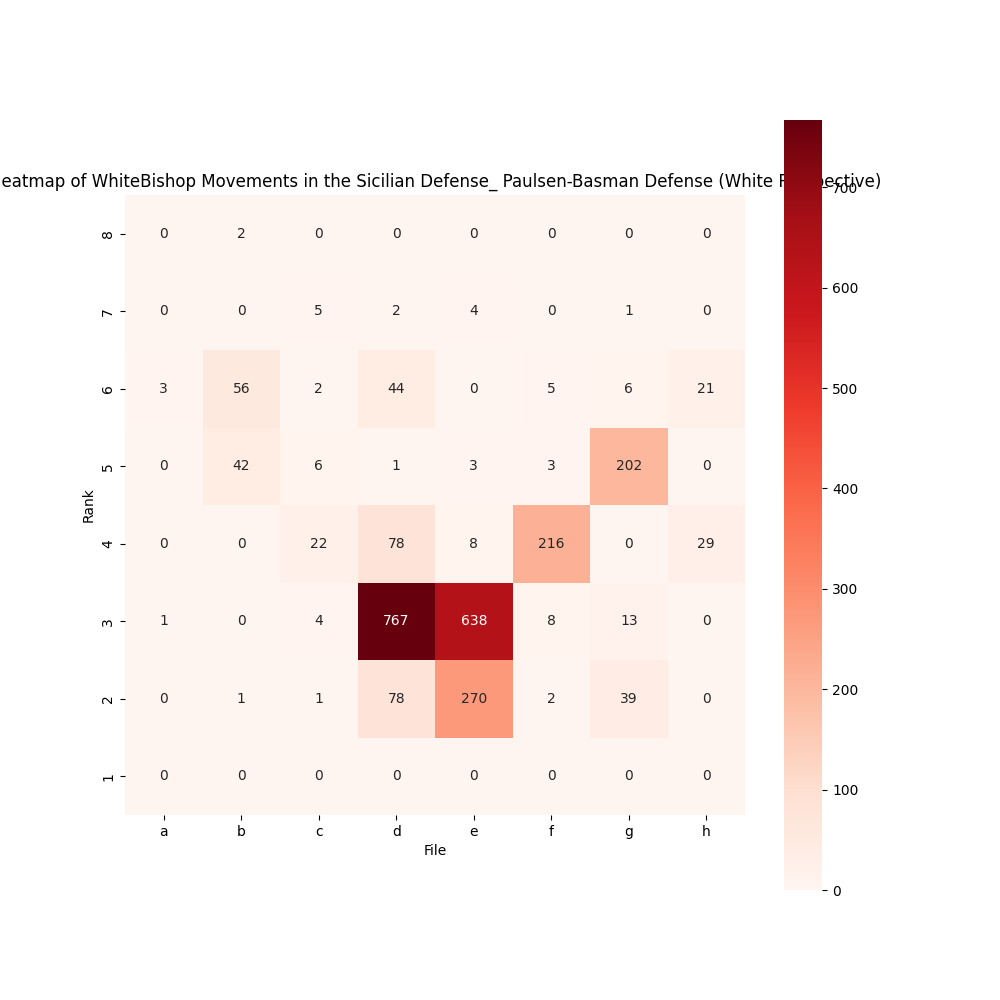 eatmap of WhiteBishop Movements in the Sicilian Defense_ Paulsen-Basman Defense (White
700
8 0 2 0 0 0 0 0 0
7 0 0 5 2 4 0 1 0
600
6 3 56 2 44 0 5 6 21
500
5 0 42 6 1 3 3 202 0
400
Rank
4 0 0 22 78 8 216 0 29
300
3 1 0 4 767 638 8 13 0
200
2 0 1 1 78 270 2 39 0
100
1 0 0 0 0 0 0 0 0
a b c d e f g h
File
0